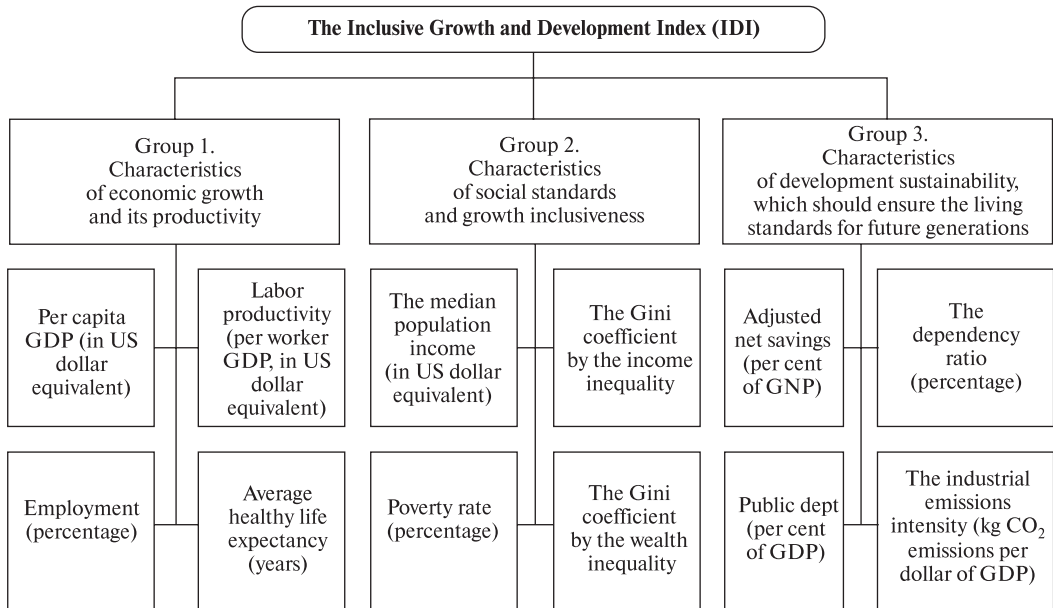 The Inclusive Growth and Development Index (IDI)
Group 1.
Characteristics
of economic growth
and its productivity
Group 2.
Characteristics
of social standards
and growth inclusiveness
Group 3.
Characteristics
of development sustainability,
which should ensure the living
standards for future generations
Per capita
GDP (in US
dollar
equivalent)
Labor
productivity
(per worker
GDP, in US
dollar
equivalent)
The median
population
income
(in US dollar
equivalent)
The Gini
coefficient
by the income
inequality
Adjusted
net savings
(per cent
of GNP)
The
dependency
ratio
(percentage)
Employment
(percentage)
Average
healthy life
expectancy
(years)
Poverty rate
(percentage)
The Gini
coefficient
by the wealth
inequality
Public dept
(per cent
of GDP)
The industrial
emissions
intensity (kg CO₂
emissions per
dollar of GDP)